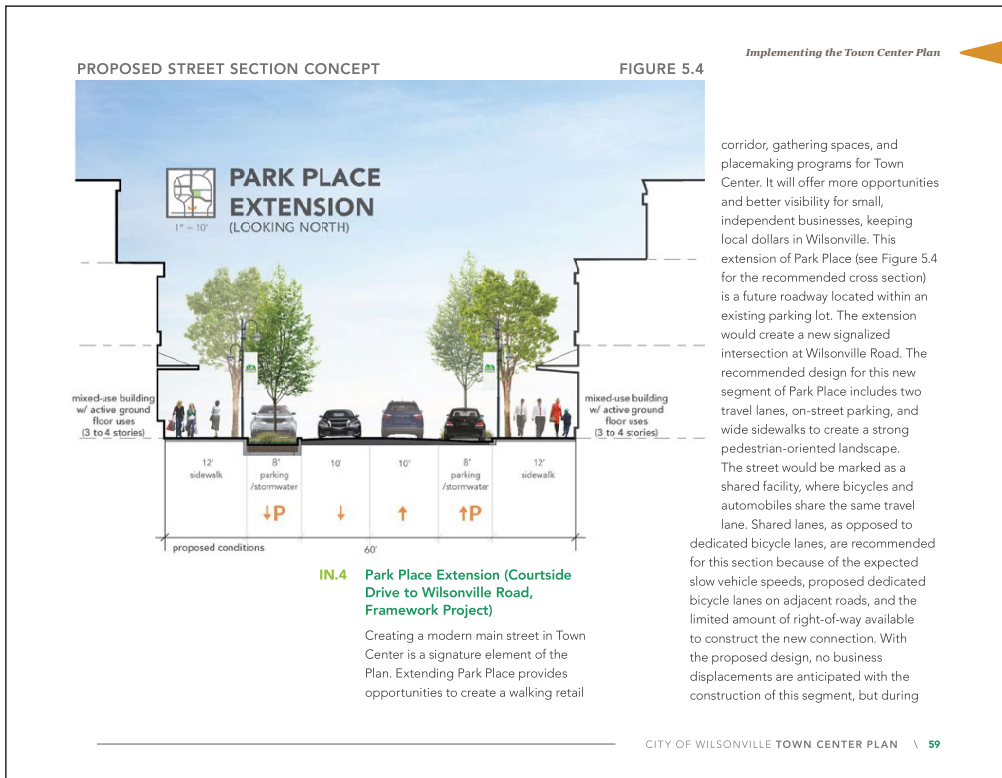 Implementing the Town Center Plan
PROPOSED STREET SECTION CONCEPT
FIGURE 5.4
PARK PLACE
EXTENSION
(LOOKING NORTH)
1" = 10'
mixed-use building
w/ active ground
floor uses
(3 to 4 stories)
mixed-use building
w/ active ground
floor uses
(3 to 4 stories)
12'
sidewalk
8'
parking
/stormwater
10'
10'
8'
parking
/stormwater
12'
sidewalk
↓P
↓
↑
↑P
proposed conditions
60'
IN.4 Park Place Extension (Courtside
Drive to Wilsonville Road,
Framework Project)
Creating a modern main street in Town
Center is a signature element of the
Plan. Extending Park Place provides
opportunities to create a walking retail
corridor, gathering spaces, and
placemaking programs for Town
Center. It will offer more opportunities
and better visibility for small,
independent businesses, keeping
local dollars in Wilsonville. This
extension of Park Place (see Figure 5.4
for the recommended cross section)
is a future roadway located within an
existing parking lot. The extension
would create a new signalized
intersection at Wilsonville Road. The
recommended design for this new
segment of Park Place includes two
travel lanes, on-street parking, and
wide sidewalks to create a strong
pedestrian-oriented landscape.
The street would be marked as a
shared facility, where bicycles and
automobiles share the same travel
lane. Shared lanes, as opposed to
dedicated bicycle lanes, are recommended
for this section because of the expected
slow vehicle speeds, proposed dedicated
bicycle lanes on adjacent roads, and the
limited amount of right-of-way available
to construct the new connection. With
the proposed design, no business
displacements are anticipated with the
construction of this segment, but during
CITY OF WILSONVILLE TOWN CENTER PLAN \ 59